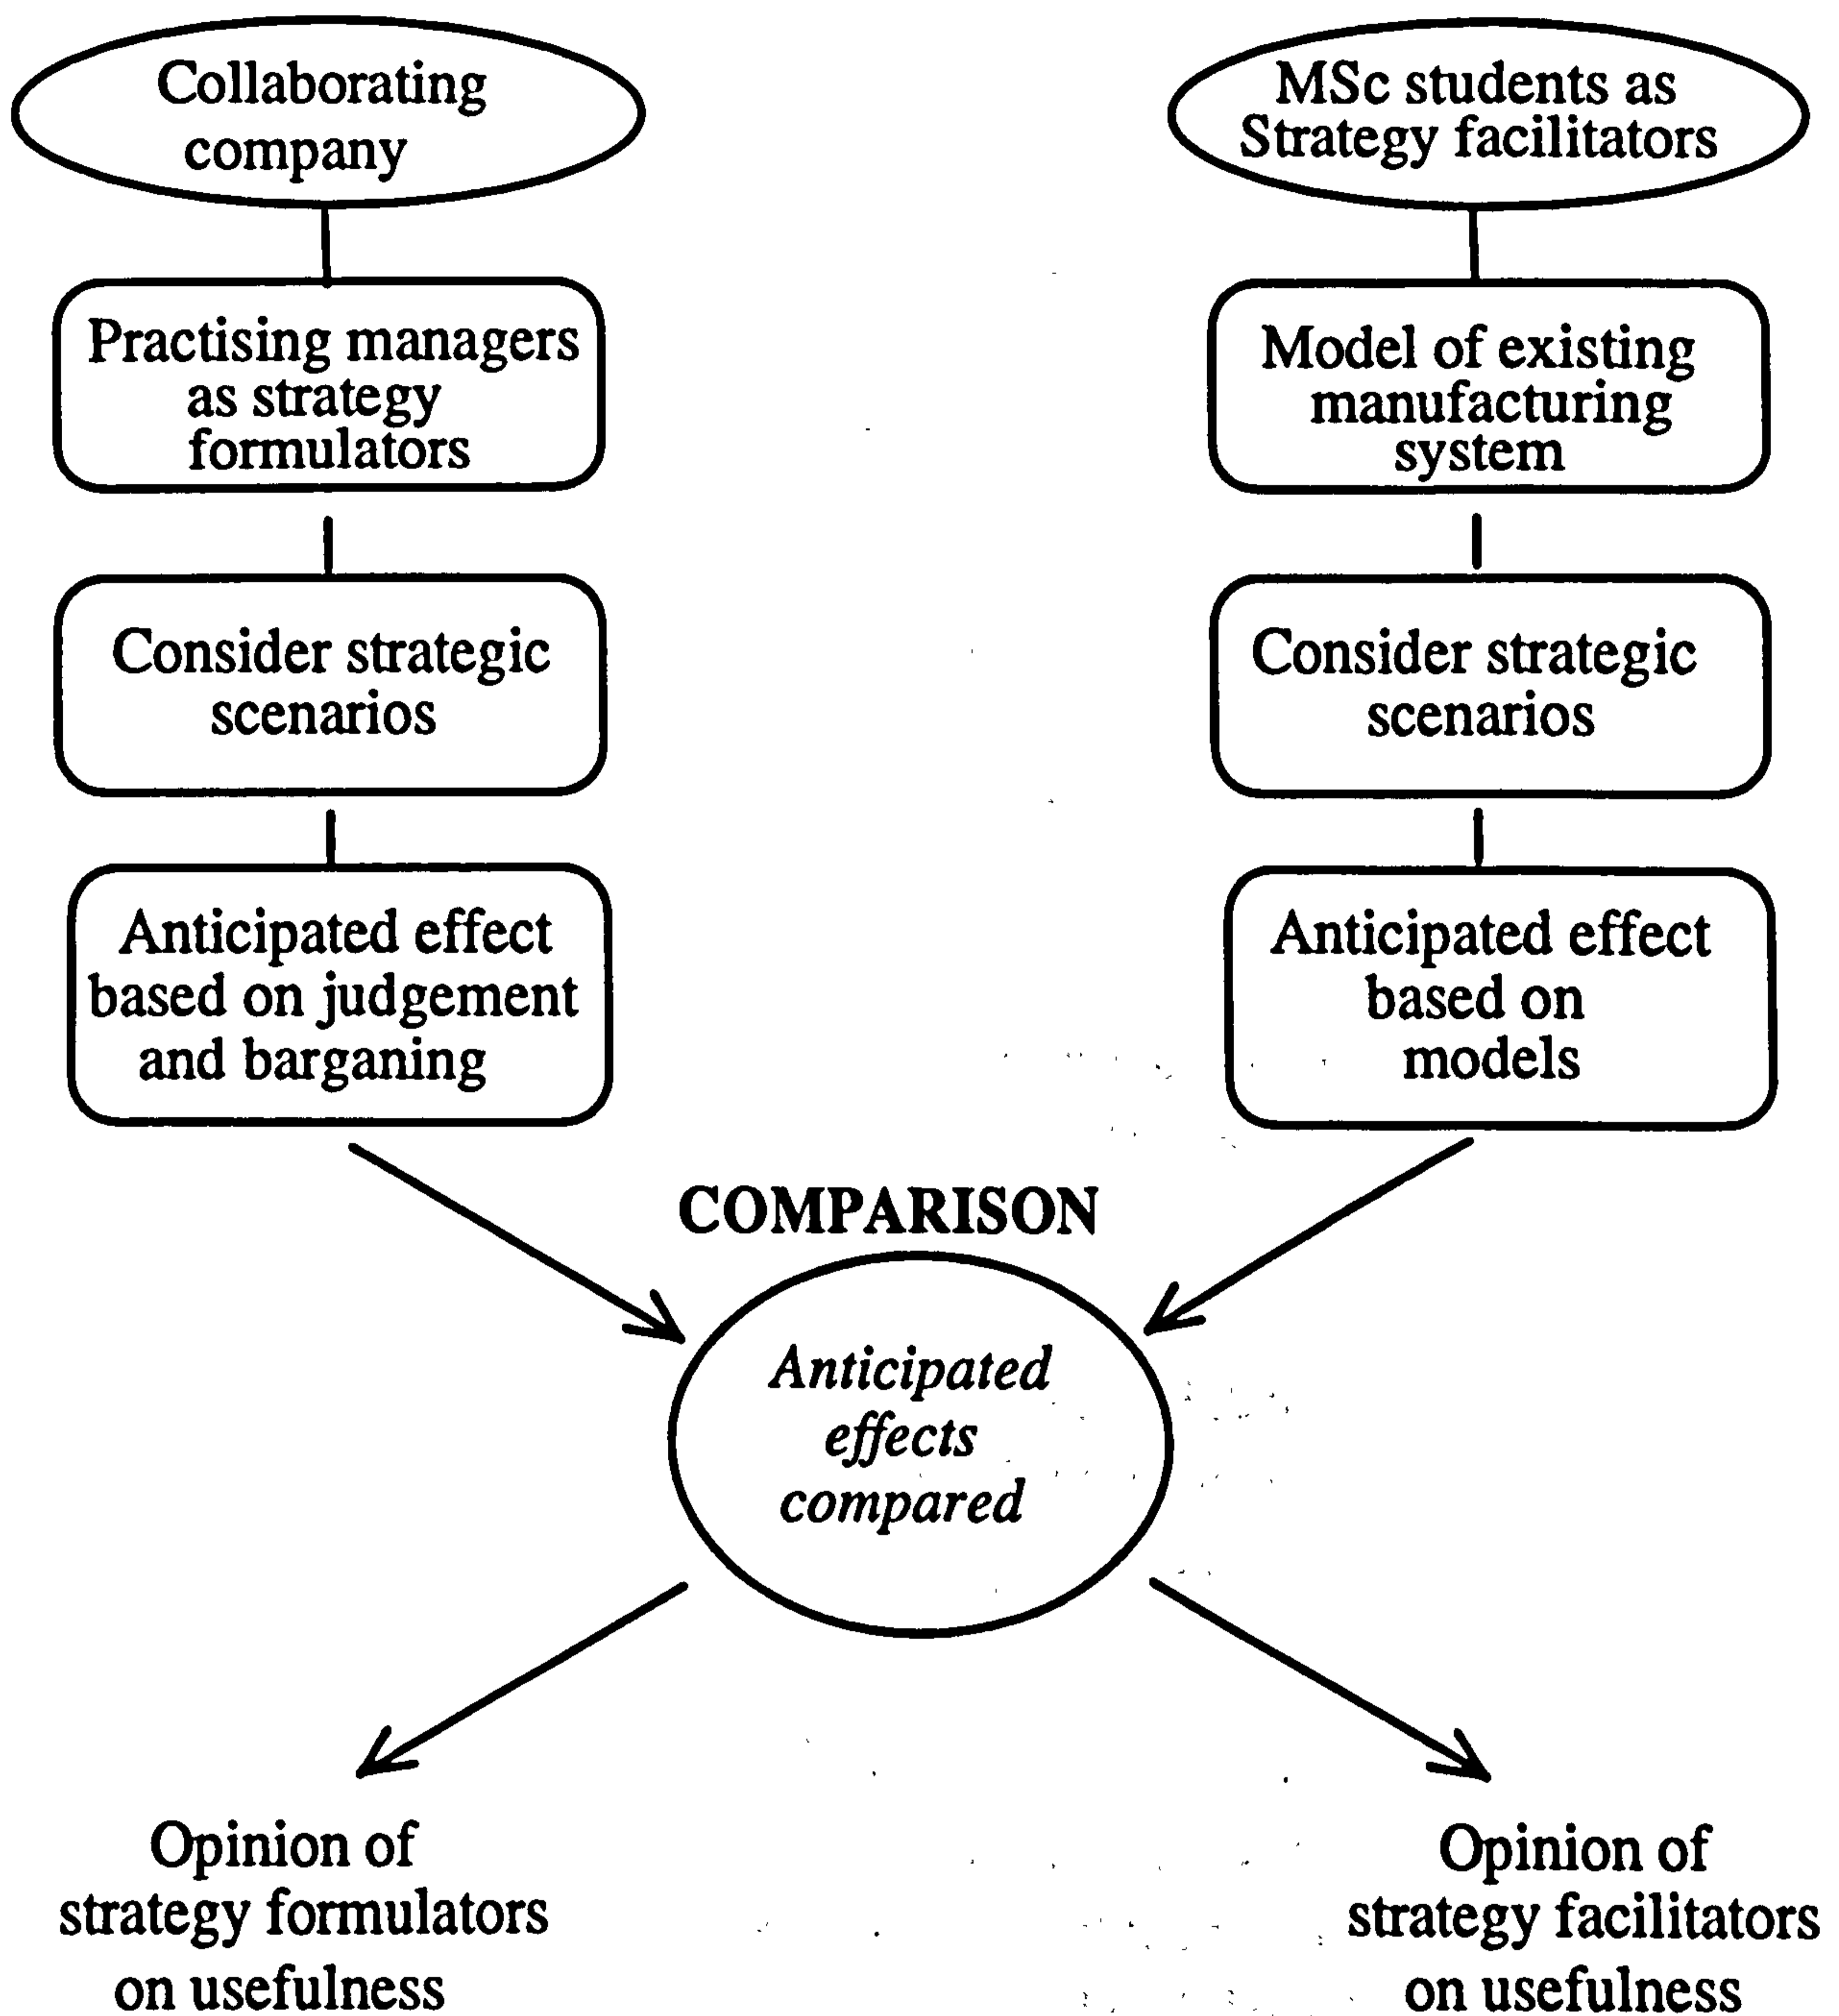 Collaborating
company
MSc students as
Strategy facilitators
Practising managers
as strategy
formulators
Model of existing
manufacturing
system
Consider strategic
scenarios
Consider strategic
scenarios
Anticipated effect
based on judgement
and barganing
Anticipated effect
based on
models
COMPARISON
Anticipated
effects
compared
Opinion of
strategy formulators
on usefulness
Opinion of
strategy facilitators
on usefulness